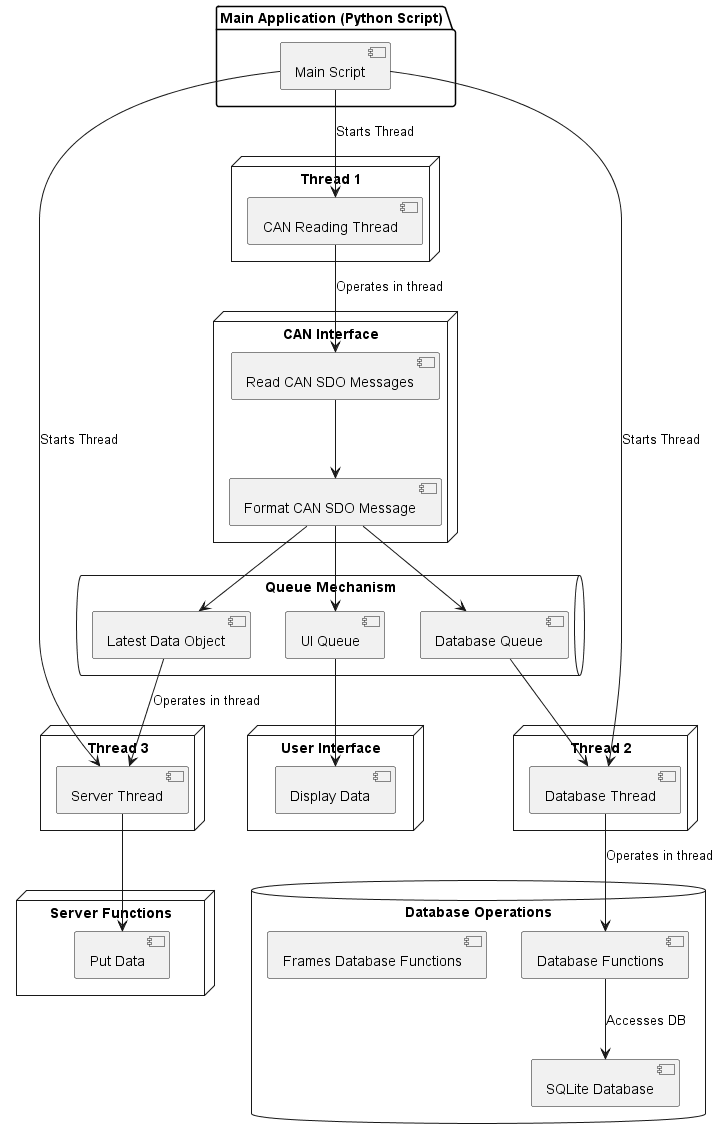 Main Application (Python Script)
Main Script
Starts Thread
Thread 1
CAN Reading Thread
Operates in thread
CAN Interface
Read CAN SDO Messages
Starts Thread
Starts Thread
Format CAN SDO Message
Queue Mechanism
Latest Data Object
UI Queue
Database Queue
Operates in thread
Thread 3
User Interface
Thread 2
Server Thread
Display Data
Database Thread
Operates in thread
Server Functions
Database Operations
Put Data
Frames Database Functions
Database Functions
Accesses DB
SQLite Database